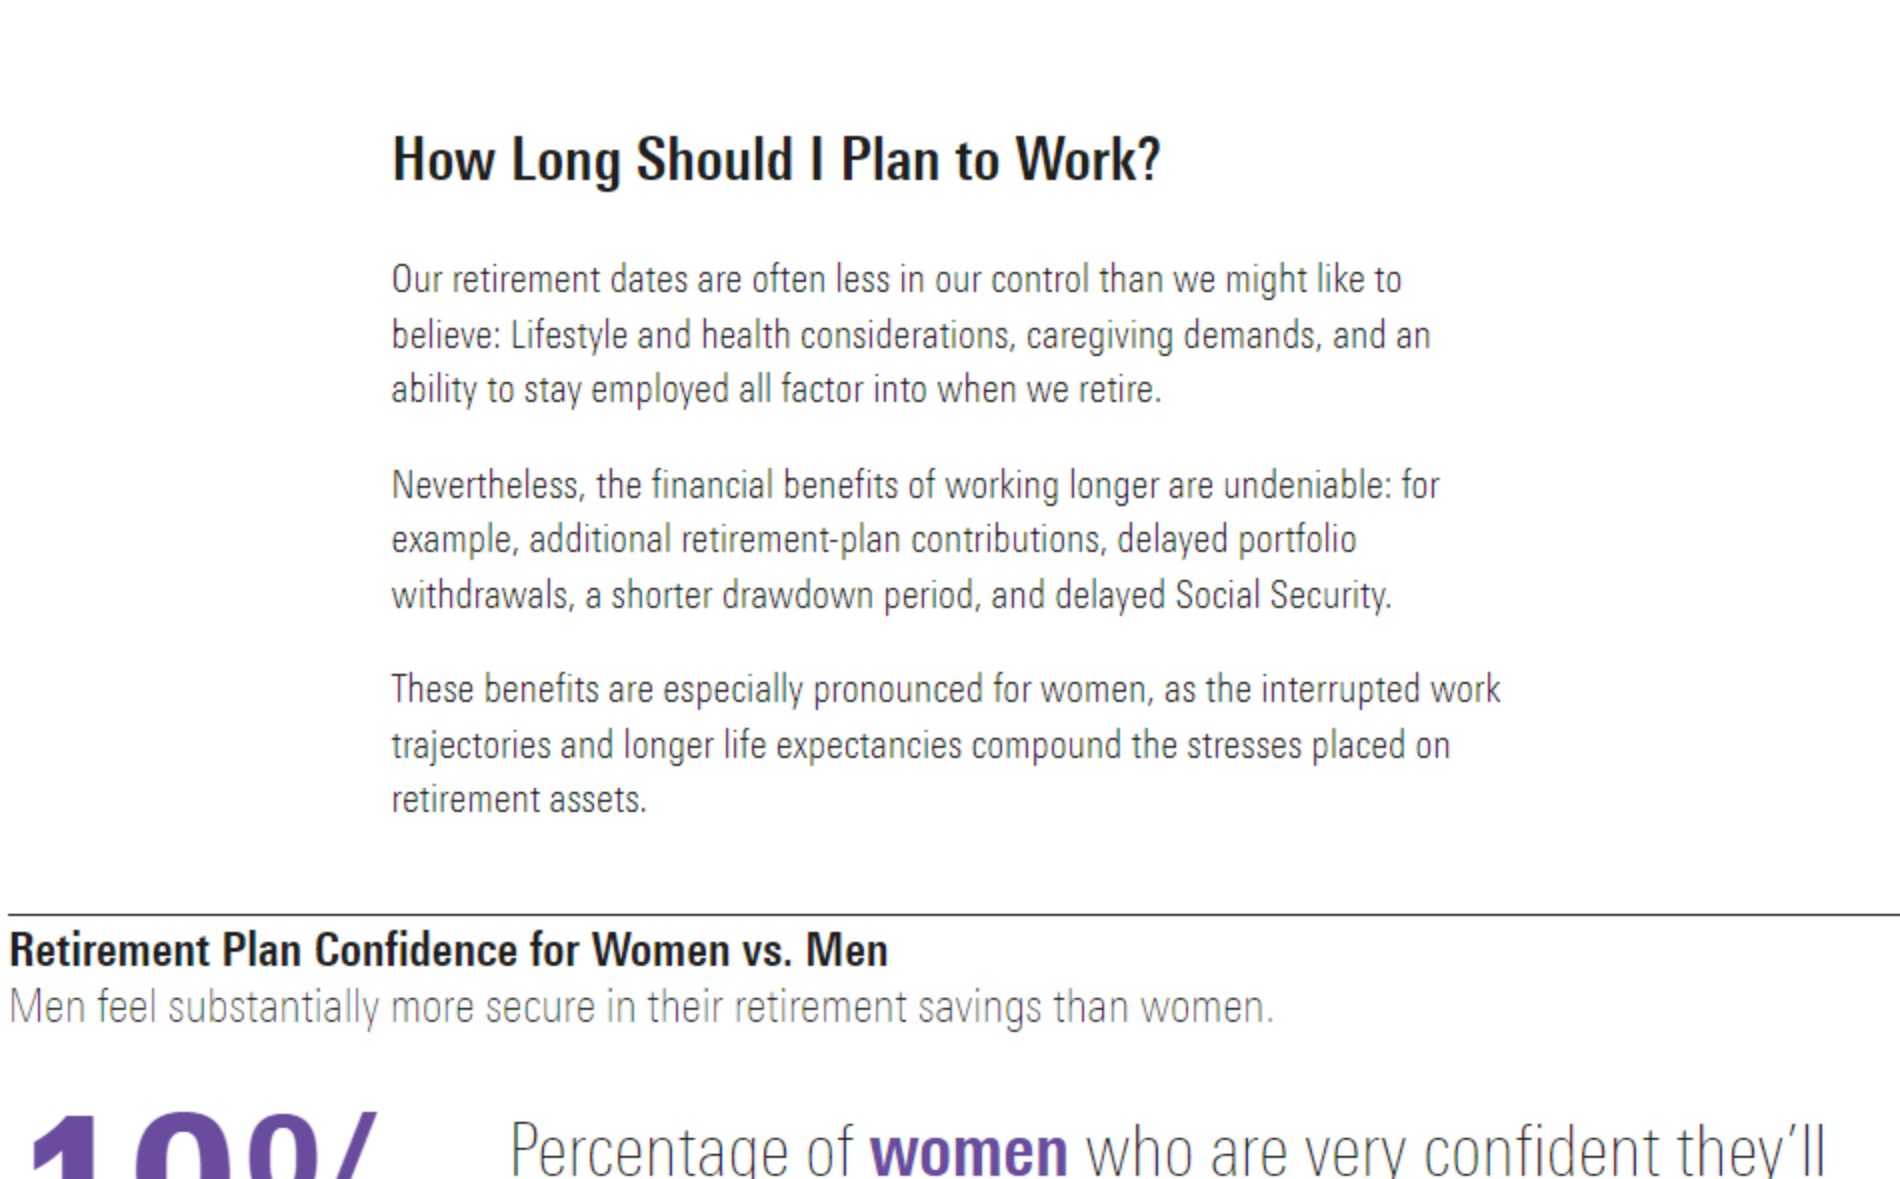 How Long Should I Plan to Work?
Our retirement dates are often less in our control than we might like to
believe: Lifestyle and health considerations, caregiving demands, and an
ability to stay employed all factor into when we retire.
Nevertheless, the financial benefits of working longer are undeniable: for
example, additional retirement-plan contributions, delayed portfolio
withdrawals, a shorter drawdown period, and delayed Social Security.
These benefits are especially pronounced for women, as the interrupted work
trajectories and longer life expectancies compound the stresses placed on
retirement assets.
Retirement Plan Confidence for Women vs. Men
Men feel substantially more secure in their retirement savings than women.
Percentage of women who are very confident they'll